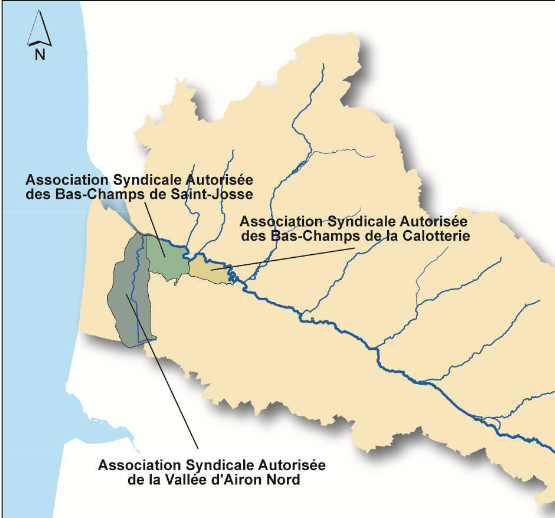 N
Association Syndicale Autorisée
des Bas-Champs de Saint-Josse
Association Syndicale Autorisée
des Bas-Champs de la Calotterie
Association Syndicale Autorisée
de la Vallée d'Airon Nord